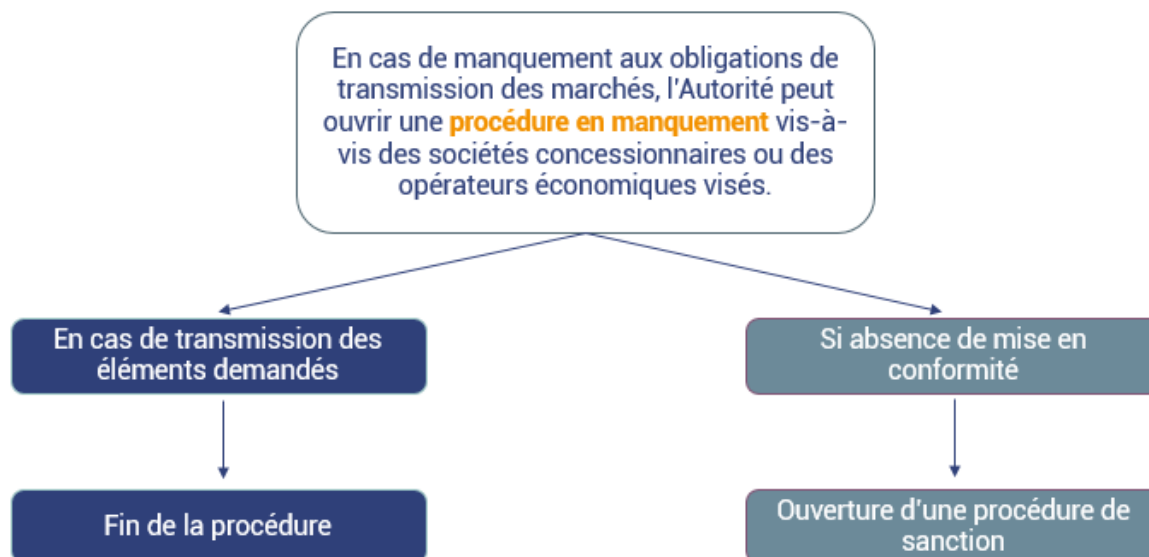 En cas de manquement aux obligations de
transmission des marchés, l'Autorité peut
ouvrir une procédure en manquement vis-à-
vis des sociétés concessionnaires ou des
opérateurs économiques visés.
En cas de transmission des
éléments demandés
Si absence de mise en
conformité
Fin de la procédure
Ouverture d'une procédure de
sanction